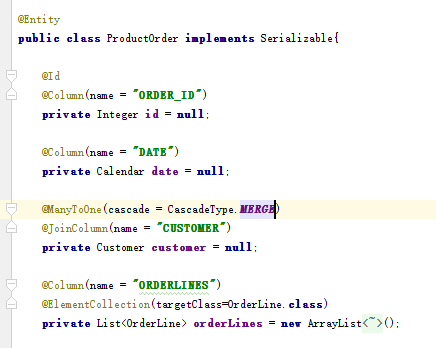 @Entity
public class ProductOrder implements Serializable{
@Id
@Column(name = "ORDER_ID")
private Integer id = null;
@Column(name = "DATE")
private Calendar date = null;
@ManyToOne(cascade = CascadeType.MERGE)
@JoinColumn(name = "CUSTOMER")
private Customer customer = null;
@Column(name = "ORDERLINES")
@ElementCollection(targetClass=OrderLine.class)
private List<OrderLine> orderLines = new ArrayList<~>();